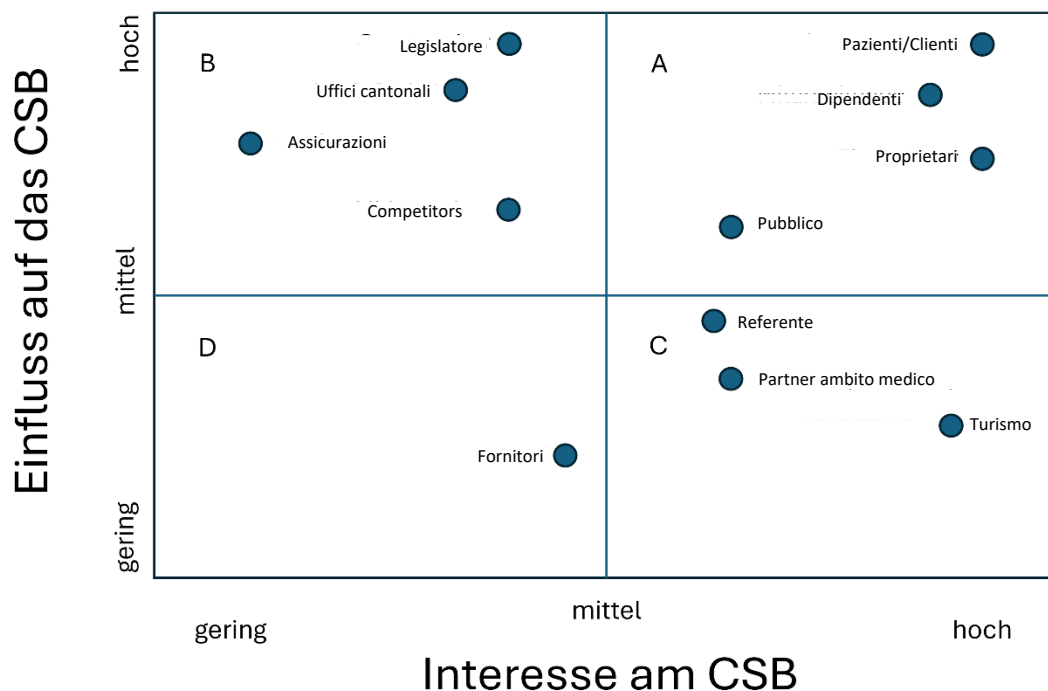 Einfluss auf das CSB
hoch
mittel
gering
B
Legislatore
Uffici cantonali
Assicurazioni
Competitors
A
Pazienti/Clienti
Dipendenti
Proprietari
Pubblico
D
Fornitori
C
Referente
Partner ambito medico
Turismo
gering
mittel
hoch
Interesse am CSB